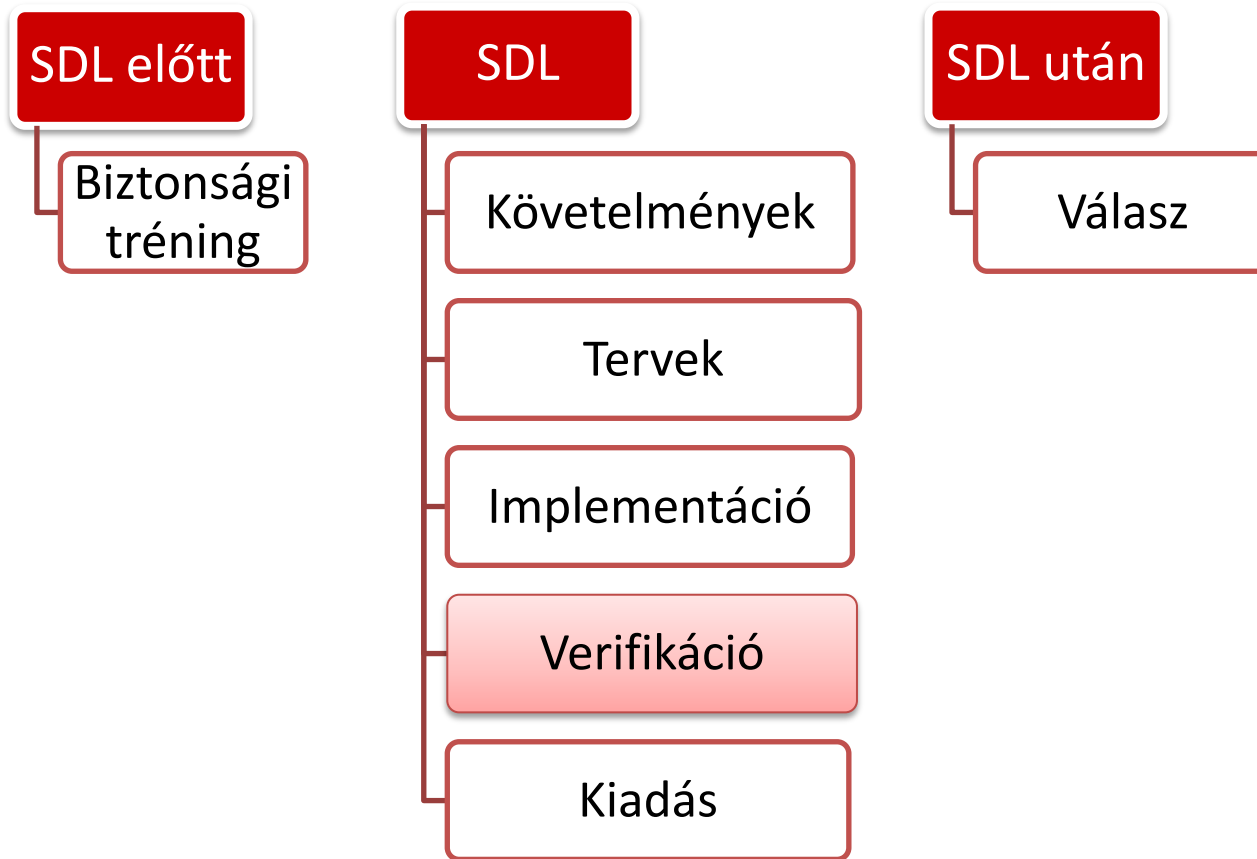 SDL előtt
Biztonsági
tréning
SDL
Követelmények
Tervek
Implementáció
Verifikáció
Kiadás
SDL után
Válasz